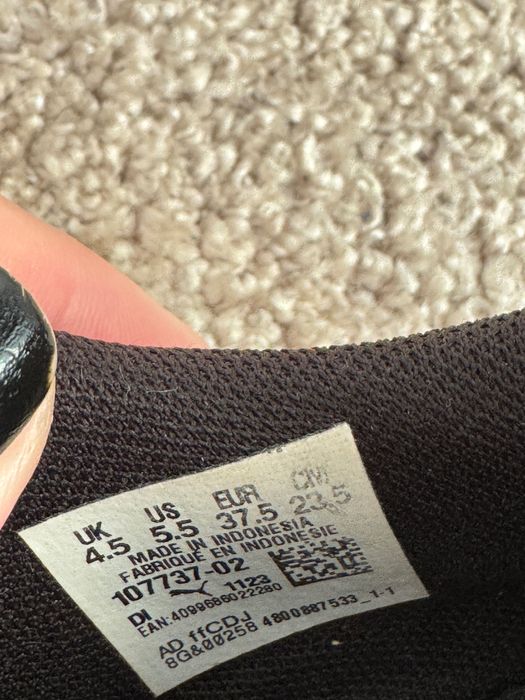 UK US EUR CM
4.5 5.5 37.5 23.5
MADE IN INDONESIA
FABRIQUÉ EN INDONESIE
107737-02
DI 1123
EAN:4099686022280
AD ffCDJ
8G&00258 4800887533_1-1